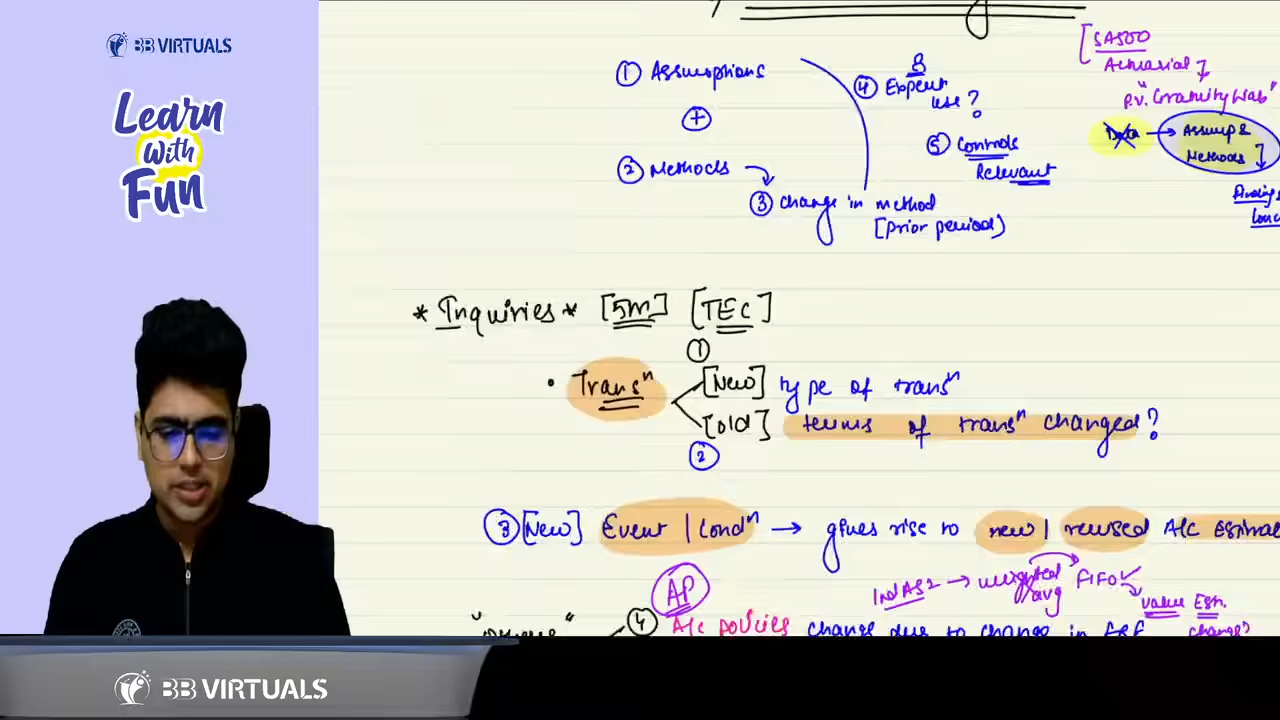 BB VIRTUALS
Learn
With
Fun
① Assumptions
+
② Methods
③ Change in method
[prior period)
④ Expert
use?
⑤ Controls
Relevant
[SA500
Actuarial]
"P.V. Gratuity Liab"
Data → Assump &
Methods]
* Inquiries * [5m] [TEC]
①
• Transⁿ [New] type of transⁿ
[old] terms of transⁿ changed?
②
③ [New] Event | Condⁿ → gives rise to new | revised A/c Estimat
AP
Ind AS 2 → weighted avg FIFO ✓
value Esti.
change?
④ A/c policies change due to change in
BB VIRTUALS